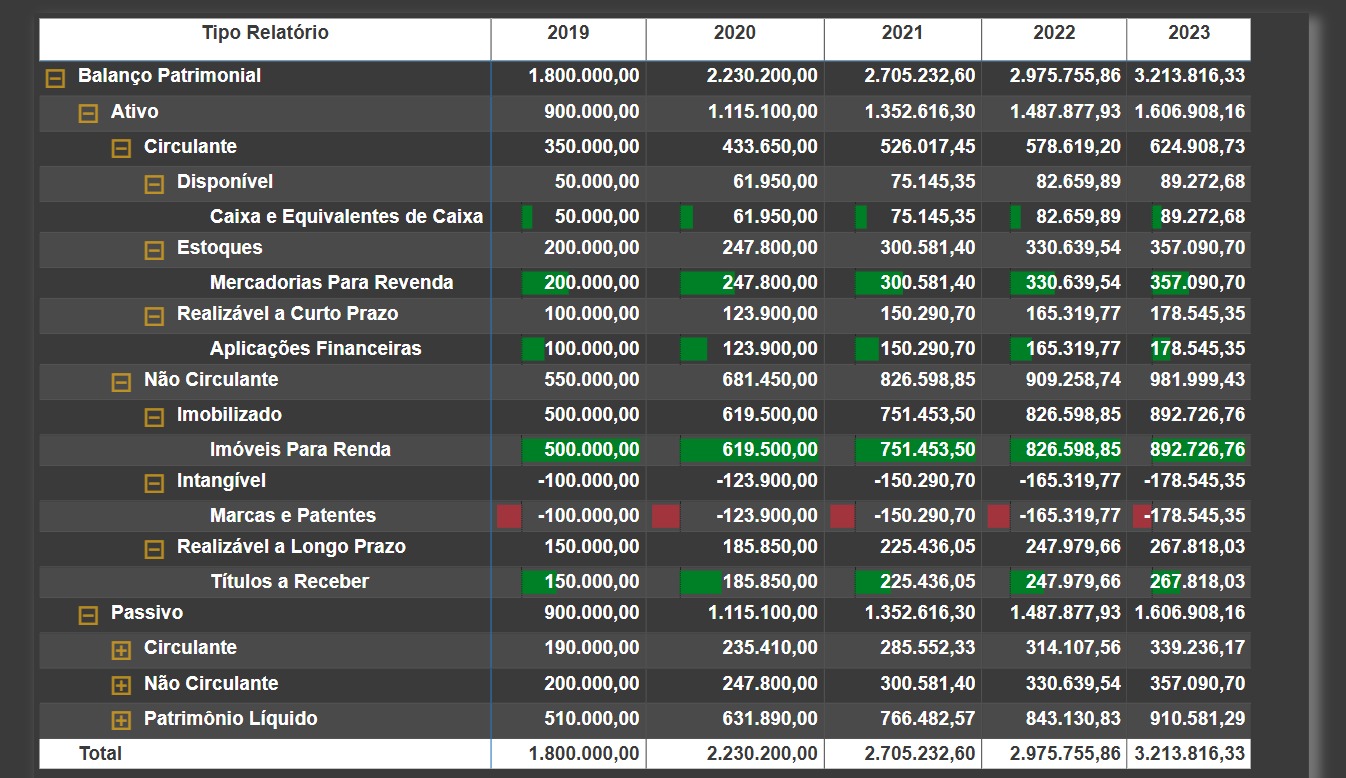 Tipo Relatório 2019 2020 2021 2022 2023
Balanço Patrimonial 1.800.000,00 2.230.200,00 2.705.232,60 2.975.755,86 3.213.816,33
Ativo 900.000,00 1.115.100,00 1.352.616,30 1.487.877,93 1.606.908,16
Circulante 350.000,00 433.650,00 526.017,45 578.619,20 624.908,73
Disponível 50.000,00 61.950,00 75.145,35 82.659,89 89.272,68
Caixa e Equivalentes de Caixa 50.000,00 61.950,00 75.145,35 82.659,89 89.272,68
Estoques 200.000,00 247.800,00 300.581,40 330.639,54 357.090,70
Mercadorias Para Revenda 200.000,00 247.800,00 300.581,40 330.639,54 357.090,70
Realizável a Curto Prazo 100.000,00 123.900,00 150.290,70 165.319,77 178.545,35
Aplicações Financeiras 100.000,00 123.900,00 150.290,70 165.319,77 178.545,35
Não Circulante 550.000,00 681.450,00 826.598,85 909.258,74 981.999,43
Imobilizado 500.000,00 619.500,00 751.453,50 826.598,85 892.726,76
Imóveis Para Renda 500.000,00 619.500,00 751.453,50 826.598,85 892.726,76
Intangível -100.000,00 -123.900,00 -150.290,70 -165.319,77 -178.545,35
Marcas e Patentes -100.000,00 -123.900,00 -150.290,70 -165.319,77 -178.545,35
Realizável a Longo Prazo 150.000,00 185.850,00 225.436,05 247.979,66 267.818,03
Títulos a Receber 150.000,00 185.850,00 225.436,05 247.979,66 267.818,03
Passivo 900.000,00 1.115.100,00 1.352.616,30 1.487.877,93 1.606.908,16
Circulante 190.000,00 235.410,00 285.552,33 314.107,56 339.236,17
Não Circulante 200.000,00 247.800,00 300.581,40 330.639,54 357.090,70
Patrimônio Líquido 510.000,00 631.890,00 766.482,57 843.130,83 910.581,29
Total 1.800.000,00 2.230.200,00 2.705.232,60 2.975.755,86 3.213.816,33